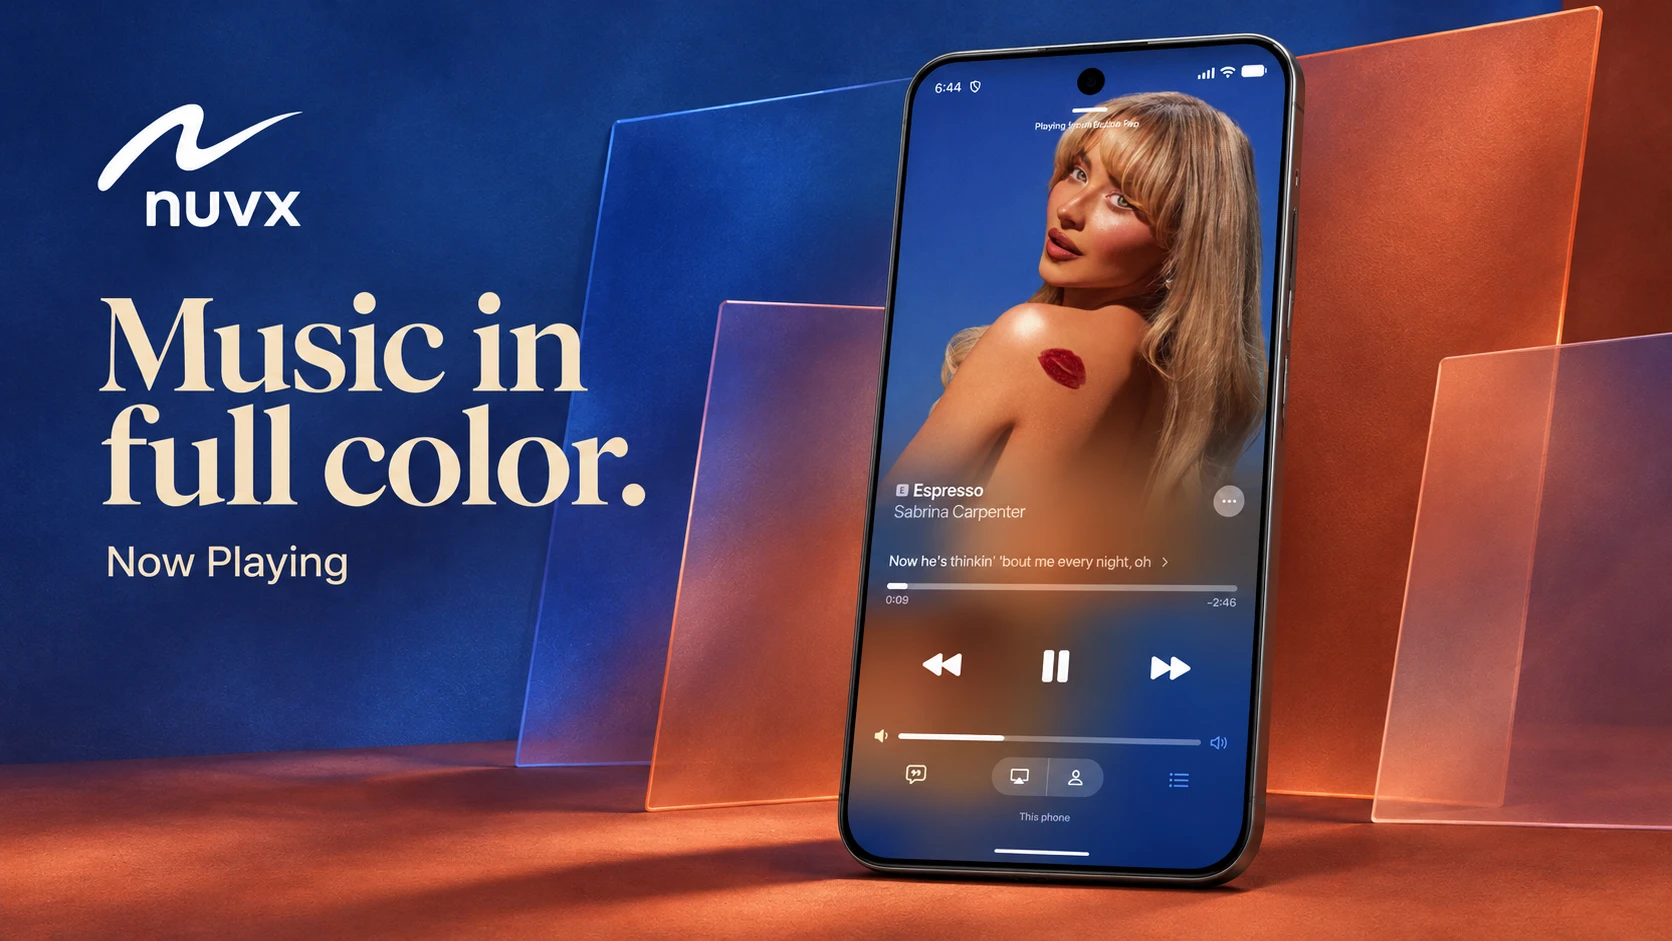 nuvx
Music in
full color.
Now Playing
6:44
Playing
E Espresso
Sabrina Carpenter
Now he's thinkin' 'bout me every night, oh
0:09
-2:46
This phone